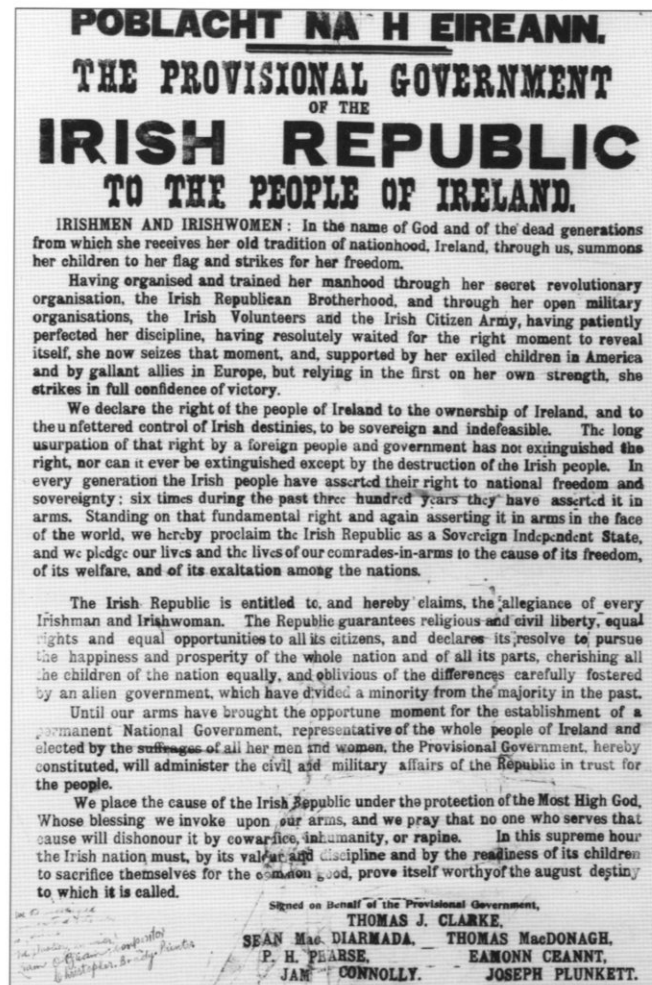 POBLACHT NA H EIREANN.
THE PROVISIONAL GOVERNMENT
OF THE
IRISH REPUBLIC
TO THE PEOPLE OF IRELAND.
IRISHMEN AND IRISHWOMEN: In the name of God and of the dead generations
from which she receives her old tradition of nationhood, Ireland, through us, summons
her children to her flag and strikes for her freedom.
Having organised and trained her manhood through her secret revolutionary
organisation, the Irish Republican Brotherhood, and through her open military
organisations, the Irish Volunteers and the Irish Citizen Army, having patiently
perfected her discipline, having resolutely waited for the right moment to reveal
itself, she now seizes that moment, and, supported by her exiled children in America
and by gallant allies in Europe, but relying in the first on her own strength, she
strikes in full confidence of victory.
We declare the right of the people of Ireland to the ownership of Ireland, and to
the unfettered control of Irish destinies, to be sovereign and indefeasible. The long
usurpation of that right by a foreign people and government has not extinguished the
right, nor can it ever be extinguished except by the destruction of the Irish people. In
every generation the Irish people have asserted their right to national freedom and
sovereignty; six times during the past three hundred years they have asserted it in
arms. Standing on that fundamental right and again asserting it in arms in the face
of the world, we hereby proclaim the Irish Republic as a Sovereign Independent State,
and we pledge our lives and the lives of our comrades-in-arms to the cause of its freedom,
of its welfare, and of its exaltation among the nations.
The Irish Republic is entitled to, and hereby claims, the allegiance of every
Irishman and Irishwoman. The Republic guarantees religious and civil liberty, equal
rights and equal opportunities to all its citizens, and declares its resolve to pursue
the happiness and prosperity of the whole nation and of all its parts, cherishing all
the children of the nation equally, and oblivious of the differences carefully fostered
by an alien government, which have divided a minority from the majority in the past.
Until our arms have brought the opportune moment for the establishment of a
permanent National Government, representative of the whole people of Ireland and
elected by the suffrages of all her men and women, the Provisional Government, hereby
constituted, will administer the civil and military affairs of the Republic in trust for
the people.
We place the cause of the Irish Republic under the protection of the Most High God,
Whose blessing we invoke upon our arms, and we pray that no one who serves that
cause will dishonour it by cowardice, inhumanity, or rapine. In this supreme hour
the Irish nation must, by its valour and discipline and by the readiness of its children
to sacrifice themselves for the common good, prove itself worthy of the august destiny
to which it is called.
Signed on Behalf of the Provisional Government,
THOMAS J. CLARKE,
SEAN Mac DIARMADA, THOMAS MacDONAGH,
P. H. PEARSE, EAMONN CEANNT,
JAM CONNOLLY. JOSEPH PLUNKETT.
compositor
Christopher Brady Printer